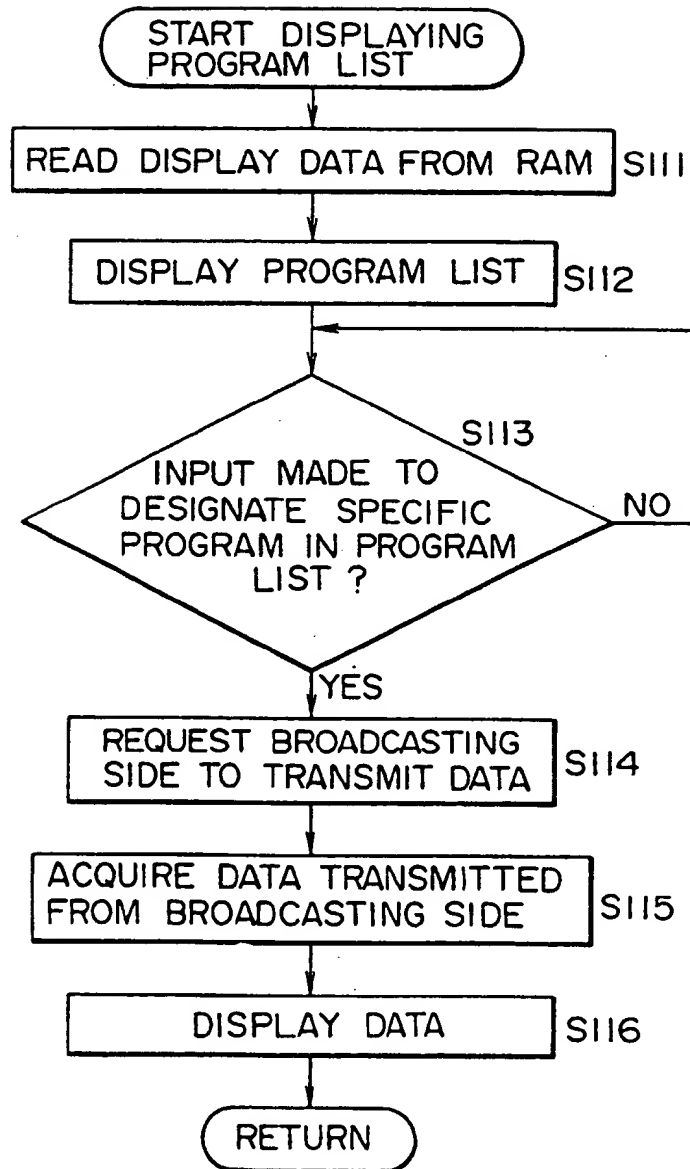 START DISPLAYING
PROGRAM LIST
READ DISPLAY DATA FROM RAM
S111
DISPLAY PROGRAM LIST
S112
S113
INPUT MADE TO
DESIGNATE SPECIFIC
PROGRAM IN PROGRAM
LIST ?
NO
YES
REQUEST BROADCASTING
SIDE TO TRANSMIT DATA
S114
ACQUIRE DATA TRANSMITTED
FROM BROADCASTING SIDE
S115
DISPLAY DATA
S116
RETURN